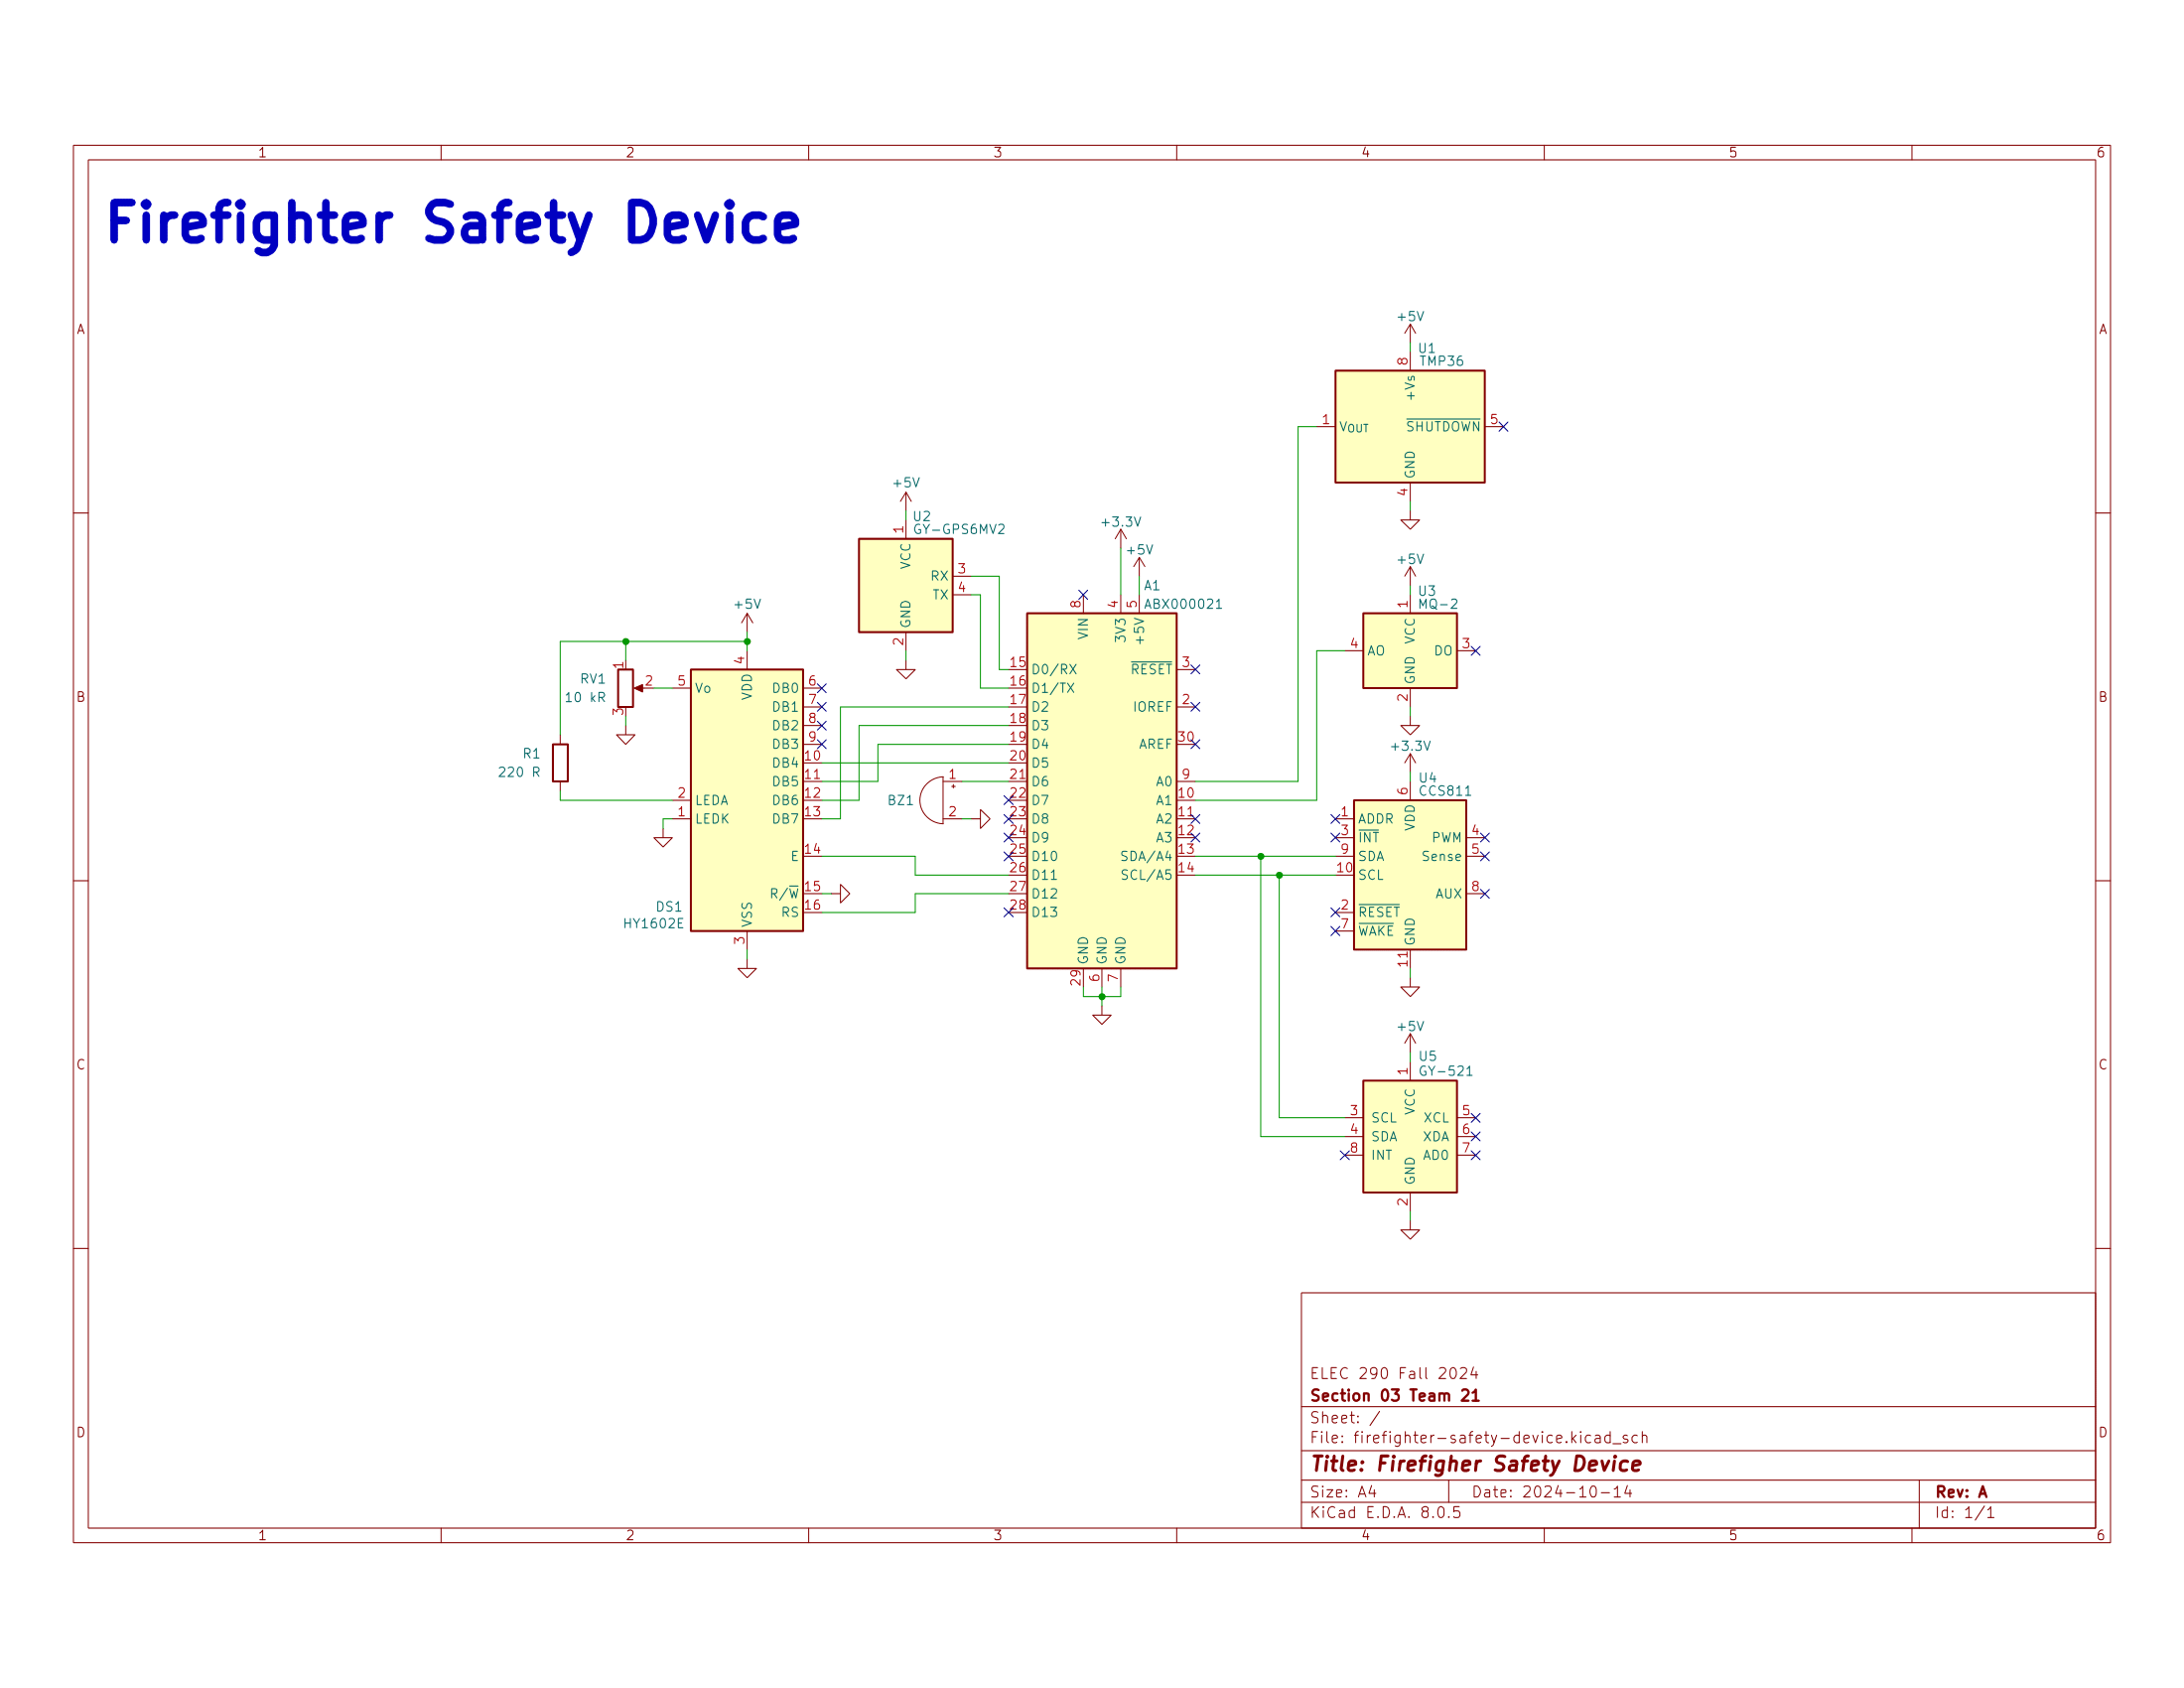 1 2 3 4 5 6
Firefighter Safety Device
A A
+5V
U1
TMP36
8
+Vs
1 VOUT SHUTDOWN 5
GND
4
+5V
U2
GY-GPS6MV2
1
VCC
RX 3
TX 4
GND
2
+3.3V
+5V
A1
ABX000021
8 4 5
VIN 3V3 +5V
15 D0/RX RESET 3
16 D1/TX
17 D2 IOREF 2
18 D3
19 D4 AREF 30
20 D5
21 D6 A0 9
22 D7 A1 10
23 D8 A2 11
24 D9 A3 12
25 D10 SDA/A4 13
26 D11 SCL/A5 14
27 D12
28 D13
GND GND GND
29 6 7
+5V
U3
MQ-2
1
VCC
4 AO DO 3
GND
2
B B
+5V
RV1
10 kR
1
2
3
R1
220 R
4
VDD
5 Vo DB0 6
DB1 7
DB2 8
DB3 9
DB4 10
DB5 11
2 LEDA DB6 12
1 LEDK DB7 13
E 14
R/W 15
RS 16
VSS
3
DS1
HY1602E
BZ1
1
+
2
+3.3V
U4
CCS811
6
VDD
1 ADDR
3 INT PWM 4
9 SDA Sense 5
10 SCL
AUX 8
2 RESET
7 WAKE
GND
11
C C
+5V
U5
GY-521
1
VCC
3 SCL XCL 5
4 SDA XDA 6
8 INT AD0 7
GND
2
D D
ELEC 290 Fall 2024
Section 03 Team 21
Sheet: /
File: firefighter-safety-device.kicad_sch
Title: Firefigher Safety Device
Size: A4 Date: 2024-10-14 Rev: A
KiCad E.D.A. 8.0.5 Id: 1/1
1 2 3 4 5 6